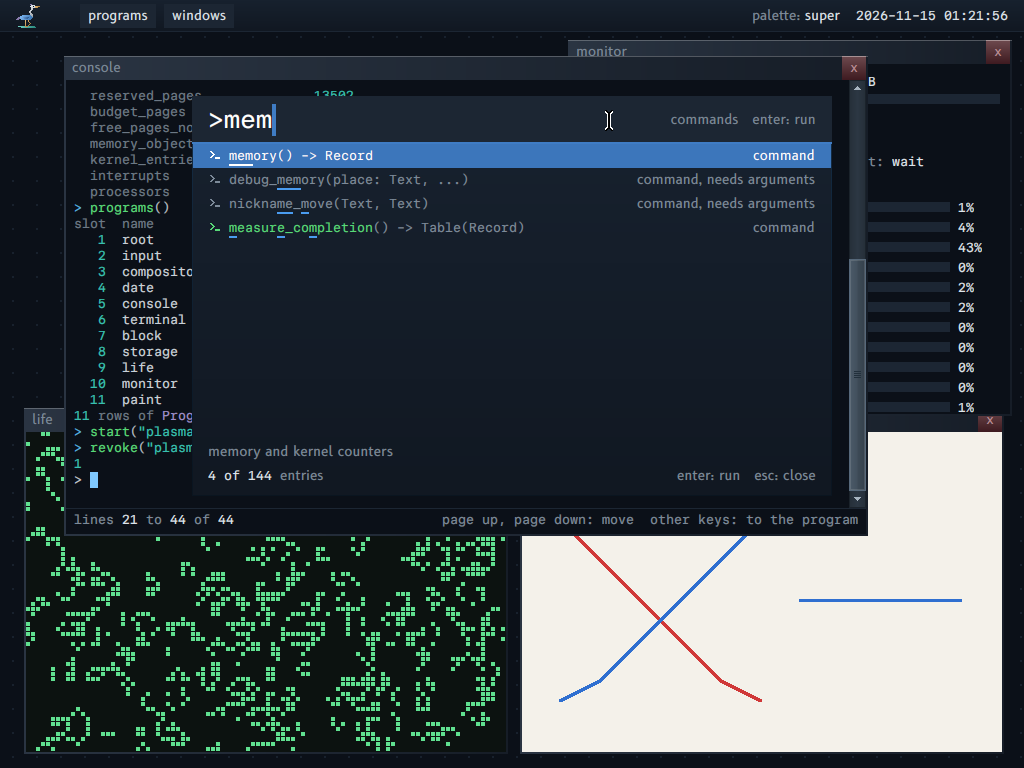 programs windows palette: super 2026-11-15 01:21:56
monitor x
console x
B
t: wait
1%
4%
43%
0%
2%
2%
0%
0%
0%
0%
1%
reserved_pages 13502
budget_pages
free_pages_no
memory_object
kernel_entrie
interrupts
processors
> programs()
slot name
1 root
2 input
3 composito
4 date
5 console
6 terminal
7 block
8 storage
9 life
10 monitor
11 paint
11 rows of Prog
> start("plasma
> revoke("plasm
1
>
>mem commands enter: run
>_ memory() -> Record command
>_ debug_memory(place: Text, ...) command, needs arguments
>_ nickname_move(Text, Text) command, needs arguments
>_ measure_completion() -> Table(Record) command
memory and kernel counters
4 of 144 entries enter: run esc: close
lines 21 to 44 of 44 page up, page down: move other keys: to the program
life
x